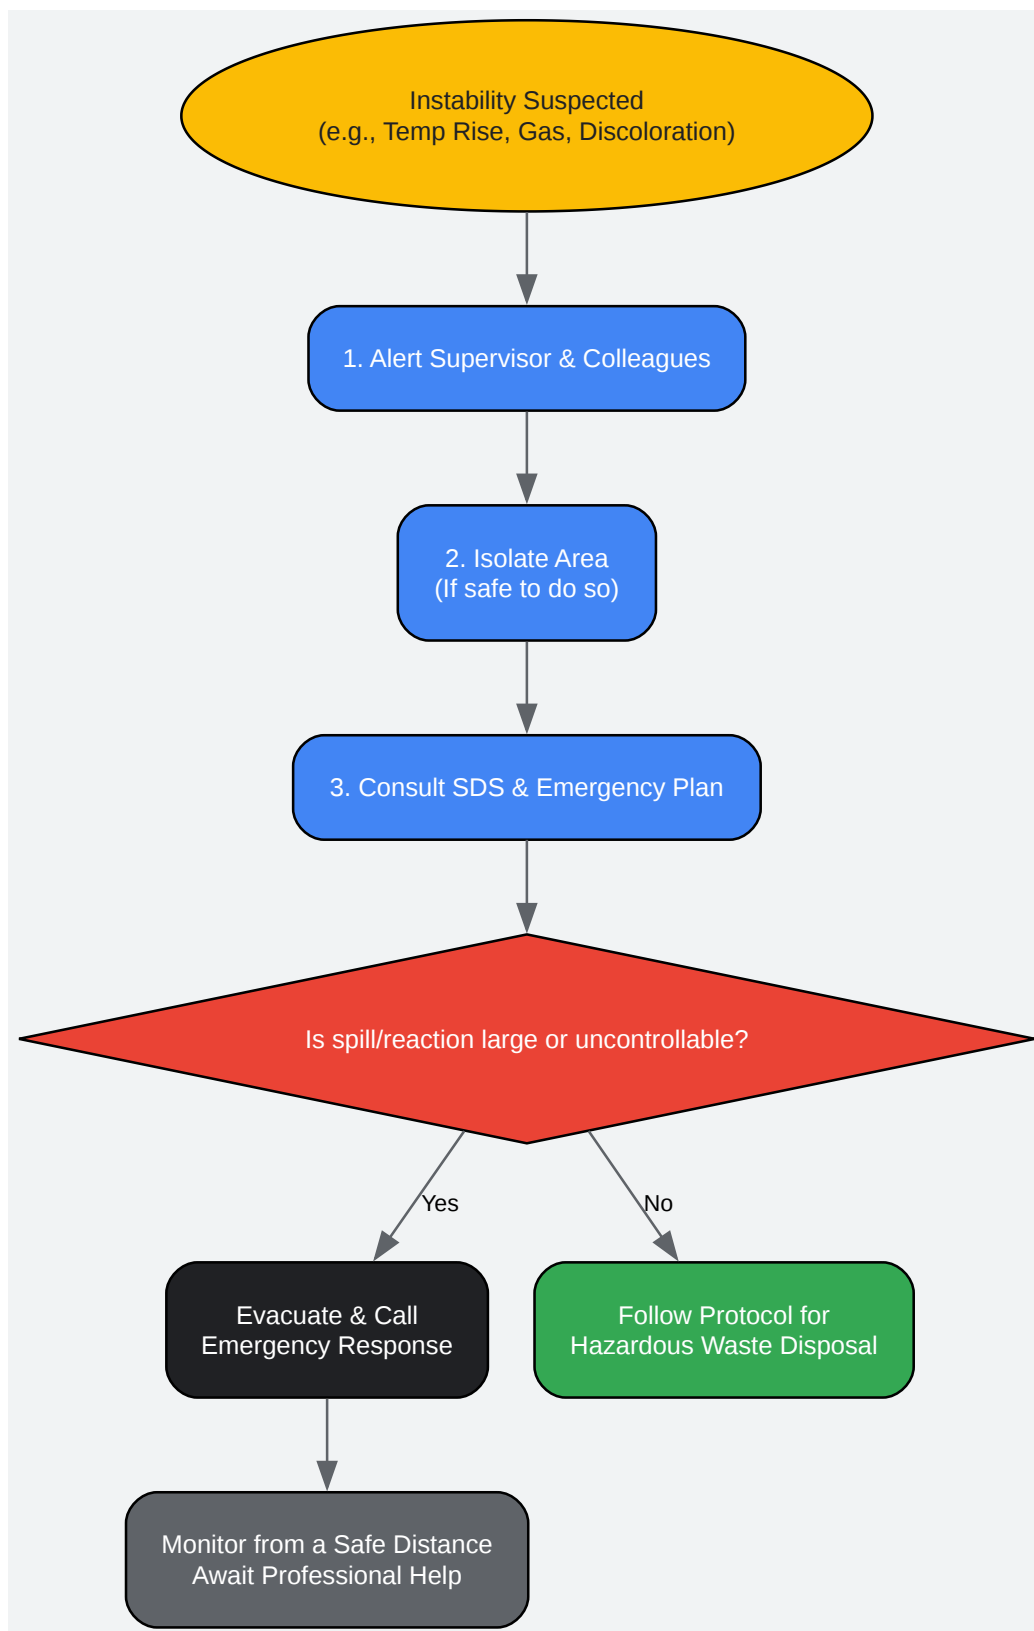 Instability Suspected
(e.g., Temp Rise, Gas, Discoloration)
1. Alert Supervisor & Colleagues
2. Isolate Area
(If safe to do so)
3. Consult SDS & Emergency Plan
Is spill/reaction large or uncontrollable?
Yes
No
Evacuate & Call
Emergency Response
Follow Protocol for
Hazardous Waste Disposal
Monitor from a Safe Distance
Await Professional Help